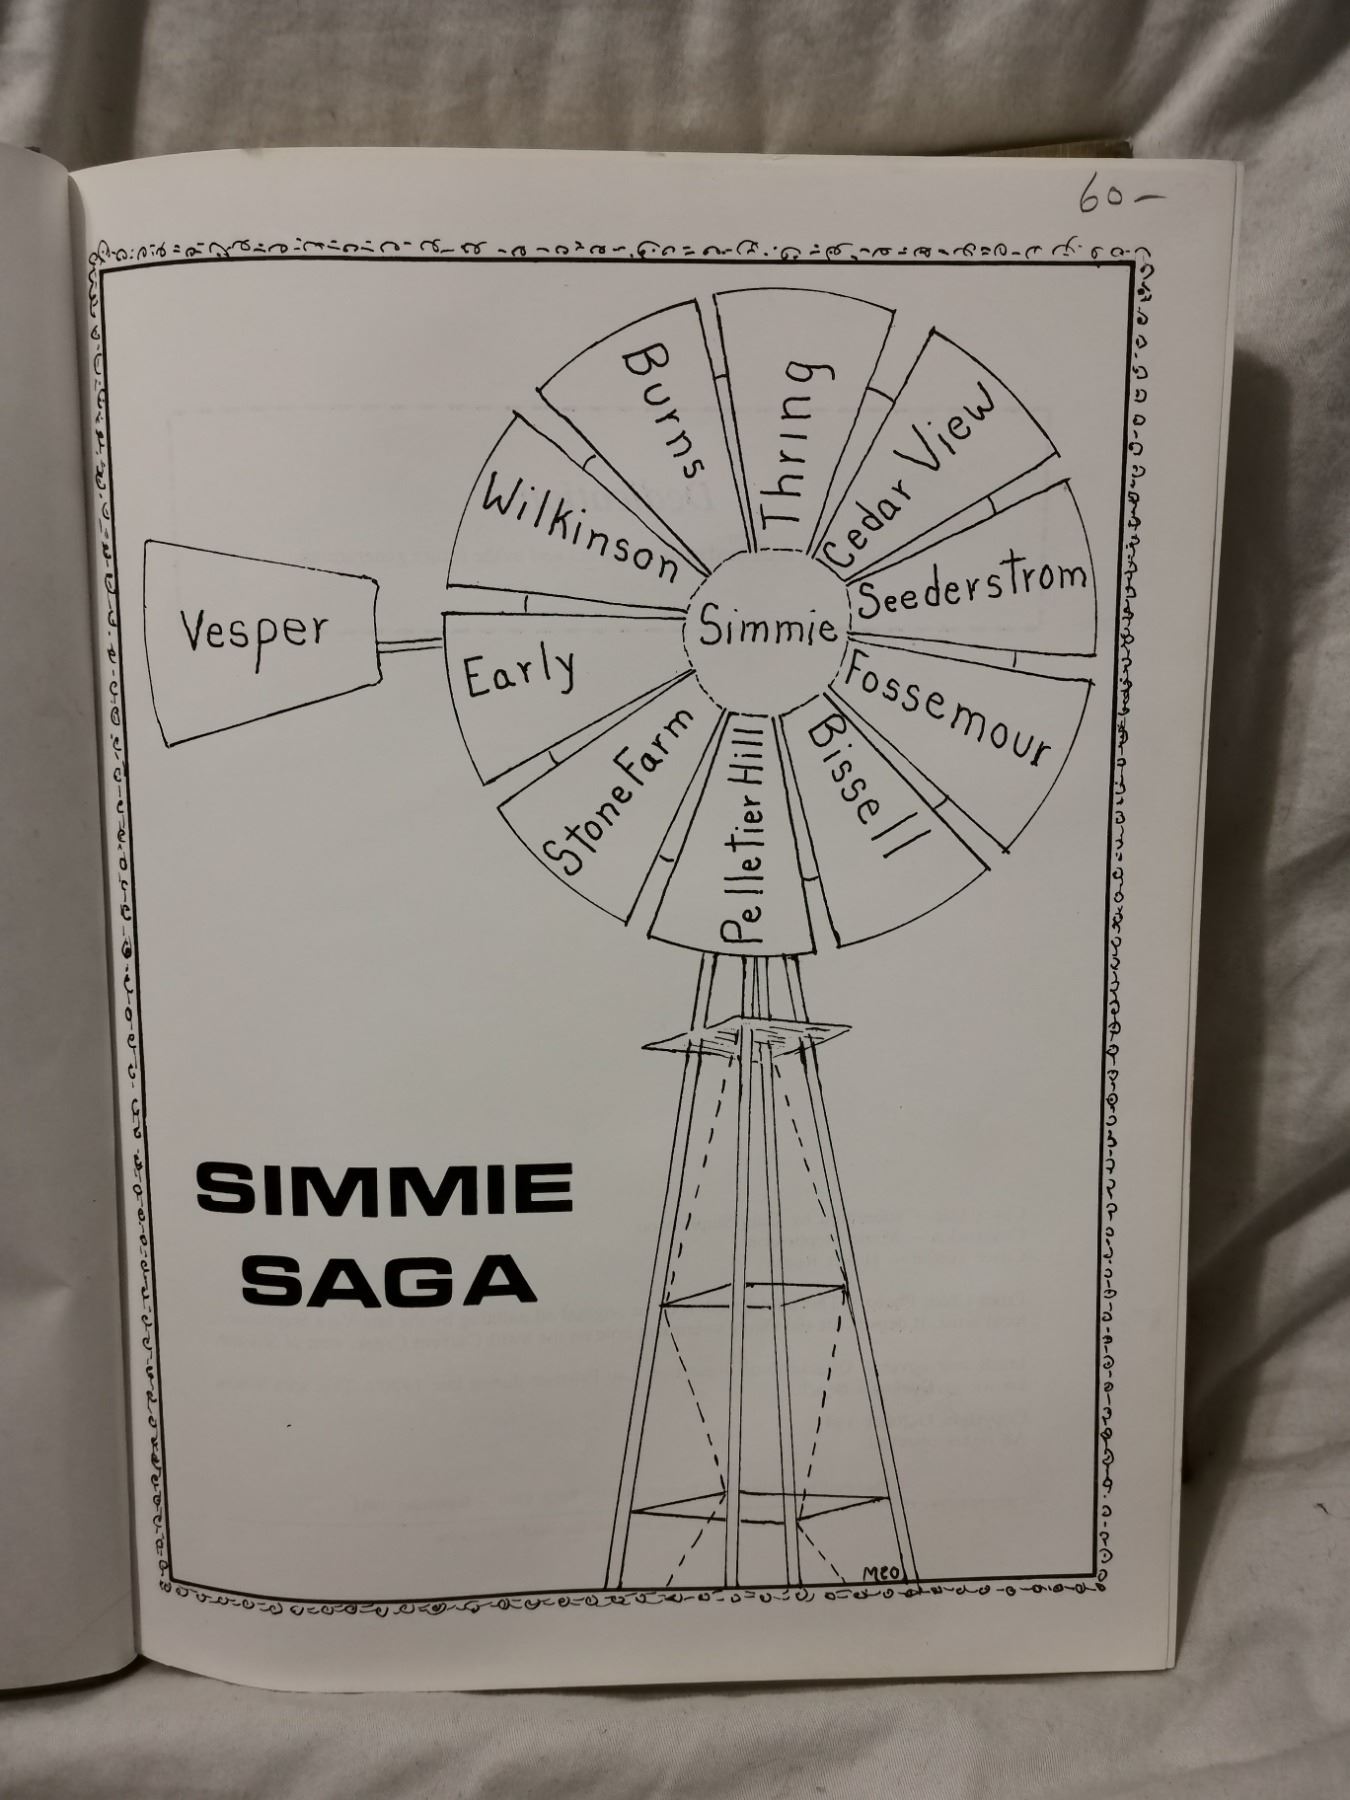 60-
Burns
Thring
Cedar View
Wilkinson
Seederstrom
Vesper
Early
Simmie
Fossemour
Stone Farm
Pelletier Hill
Bissell
SIMMIE
SAGA
MEO